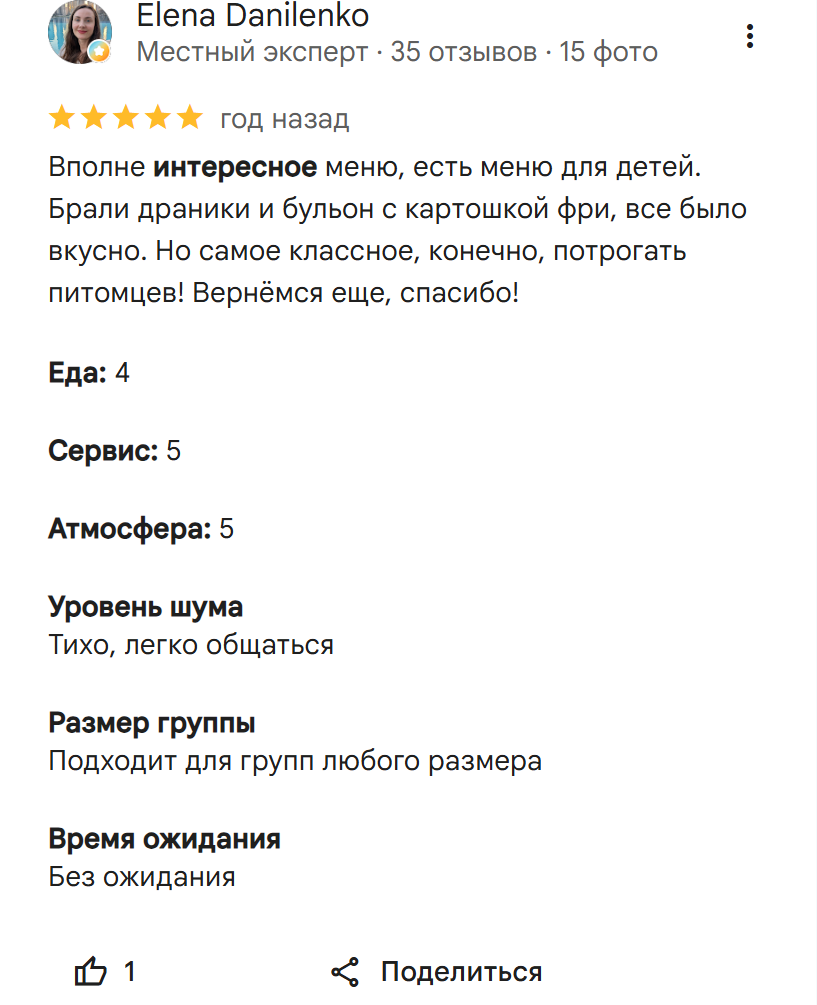 Elena Danilenko
Местный эксперт · 35 отзывов · 15 фото
год назад
Вполне интересное меню, есть меню для детей.
Брали драники и бульон с картошкой фри, все было
вкусно. Но самое классное, конечно, потрогать
питомцев! Вернёмся еще, спасибо!
Еда: 4
Сервис: 5
Атмосфера: 5
Уровень шума
Тихо, легко общаться
Размер группы
Подходит для групп любого размера
Время ожидания
Без ожидания
1 Поделиться